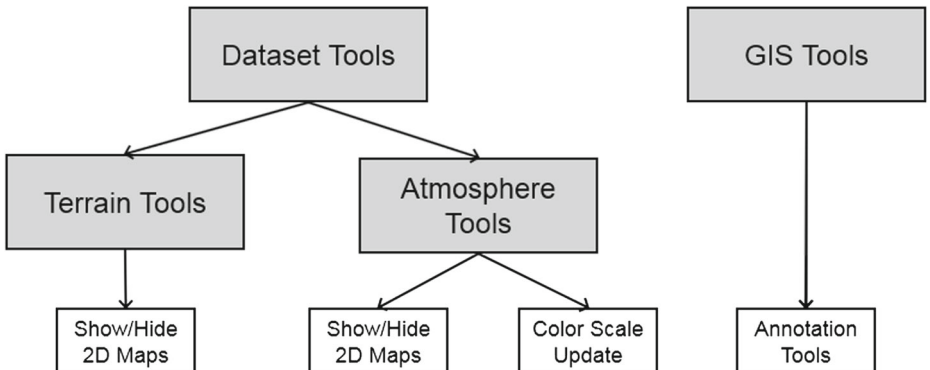 Dataset Tools
GIS Tools
Terrain Tools
Atmosphere
Tools
Show/Hide
2D Maps
Show/Hide
2D Maps
Color Scale
Update
Annotation
Tools